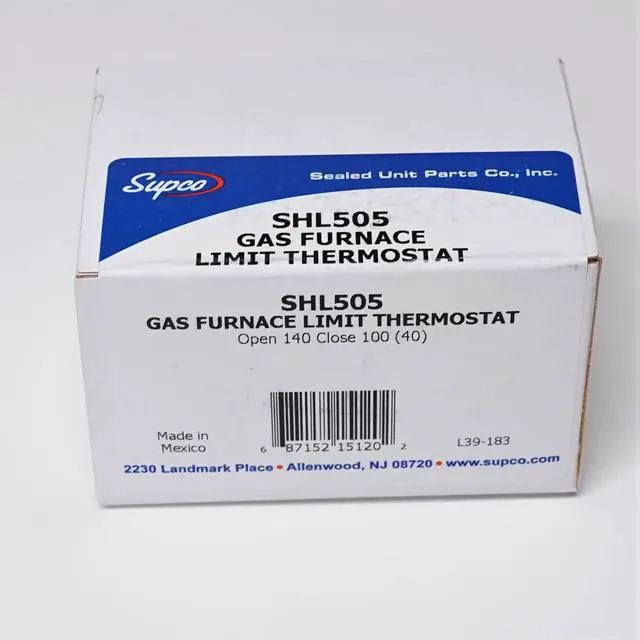 Supco
Sealed Unit Parts Co., Inc.
SHL505
GAS FURNACE
LIMIT THERMOSTAT
SHL505
GAS FURNACE LIMIT THERMOSTAT
Open 140 Close 100 (40)
Made in
Mexico
6 87152 15120 2
L39-183
2230 Landmark Place • Allenwood, NJ 08720 • www.supco.com